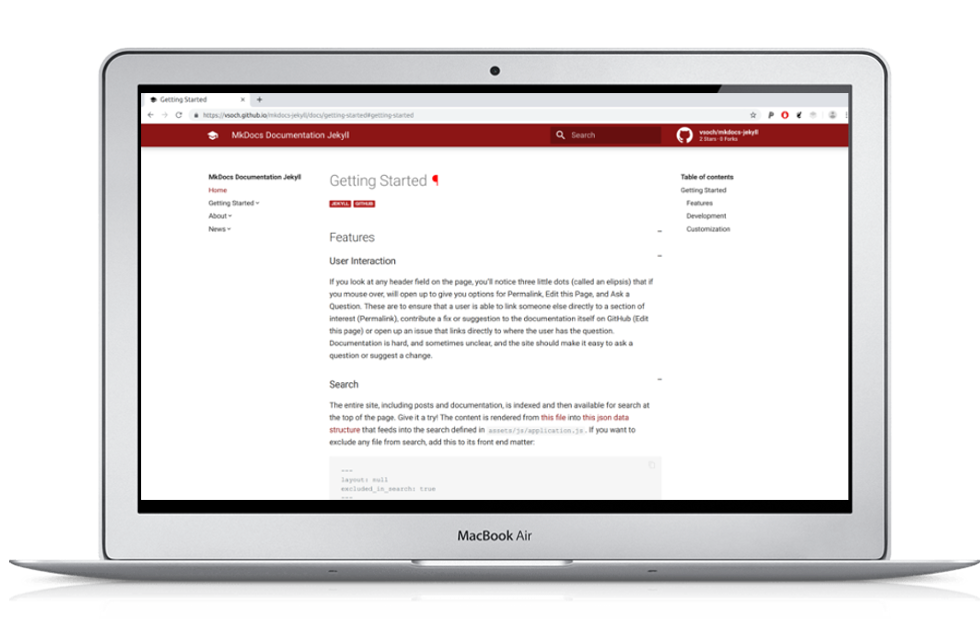 Getting Started
https://vsoch.github.io/mkdocs-jekyll/docs/getting-started#getting-started
MkDocs Documentation Jekyll
Search
vsoch/mkdocs-jekyll
2 Stars · 0 Forks
MkDocs Documentation Jekyll
Home
Getting Started
About
News
Getting Started ¶
JEKYLL GITHUB
Features
User Interaction
If you look at any header field on the page, you'll notice three little dots (called an elipsis) that if
you mouse over, will open up to give you options for Permalink, Edit this Page, and Ask a
Question. These are to ensure that a user is able to link someone else directly to a section of
interest (Permalink), contribute a fix or suggestion to the documentation itself on GitHub (Edit
this page) or open up an issue that links directly to where the user has the question.
Documentation is hard, and sometimes unclear, and the site should make it easy to ask a
question or suggest a change.
Search
The entire site, including posts and documentation, is indexed and then available for search at
the top of the page. Give it a try! The content is rendered from this file into this json data
structure that feeds into the search defined in assets/js/application.js. If you want to
exclude any file from search, add this to its front end matter:
---
layout: null
excluded_in_search: true
---
Table of contents
Getting Started
Features
Development
Customization
MacBook Air